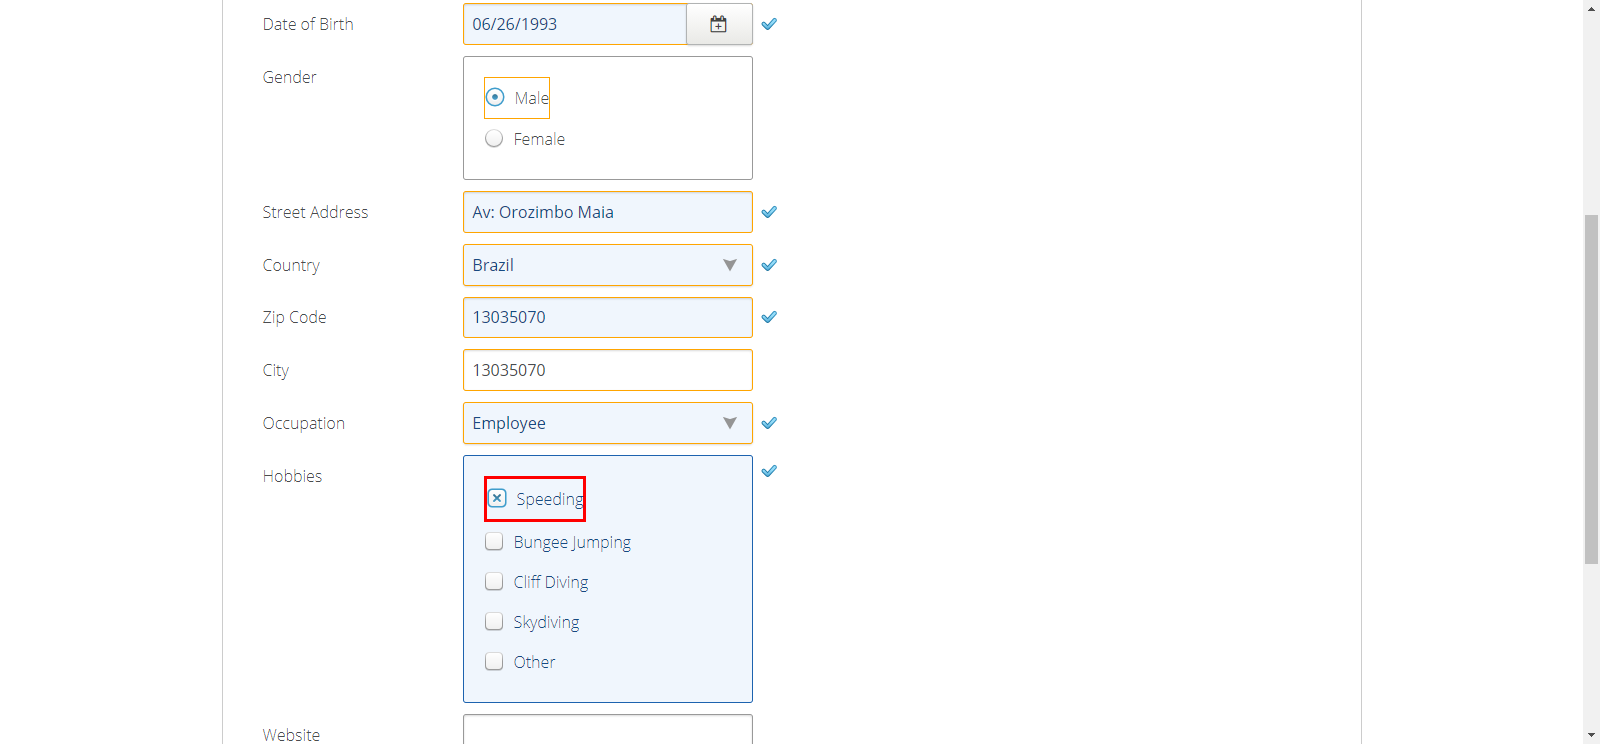 Date of Birth 06/26/1993
Gender
Male
Female
Street Address Av: Orozimbo Maia
Country Brazil
Zip Code 13035070
City 13035070
Occupation Employee
Hobbies
Speeding
Bungee Jumping
Cliff Diving
Skydiving
Other
Website